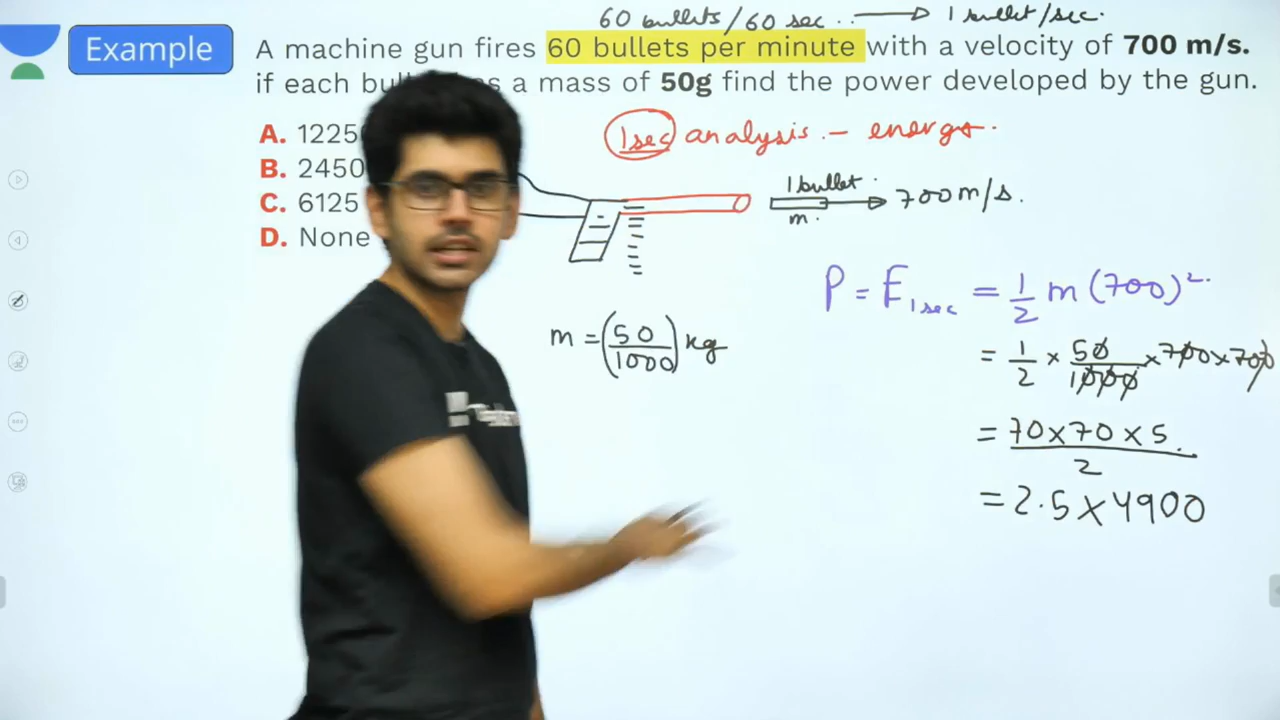 60 bullets/60 sec .. → 1 bullet/sec.
Example
A machine gun fires 60 bullets per minute with a velocity of 700 m/s.
if each a mass of 50g find the power developed by the gun.
A. 1225
B. 2450
C. 6125
D. None
1sec analysis - energy.
1 bullet.
m.
700 m/s.
P = E1sec = 1/2 m (700)².
m = (50/1000) kg
= 1/2 × 50/1000 × 700 × 700
= 70 × 70 × 5 / 2
= 2.5 × 4900